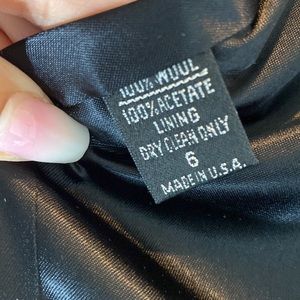 100% WOOL
100% ACETATE
LINING
DRY CLEAN ONLY
6
MADE IN U.S.A.